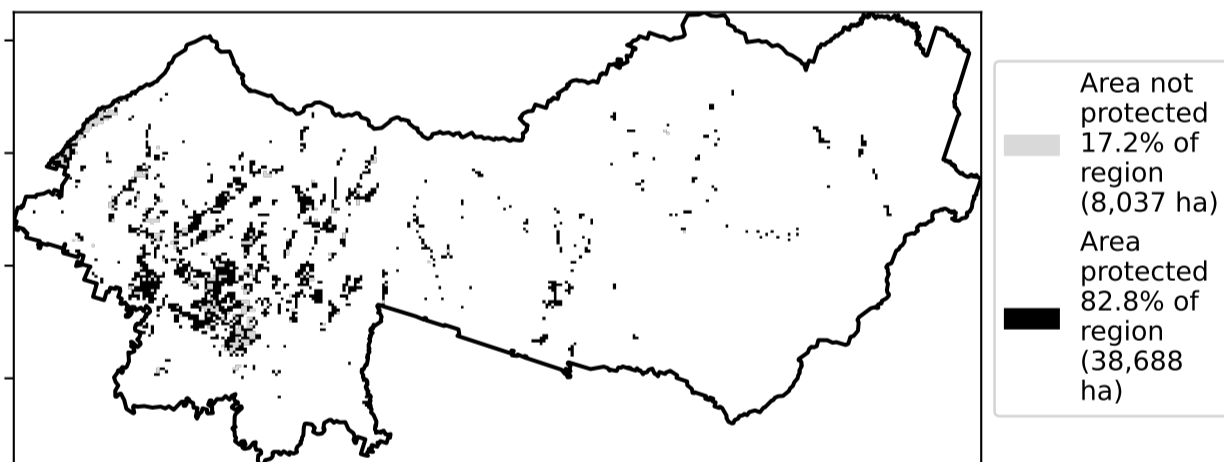 Area not
protected
17.2% of
region
(8,037 ha)
Area
protected
82.8% of
region
(38,688
ha)